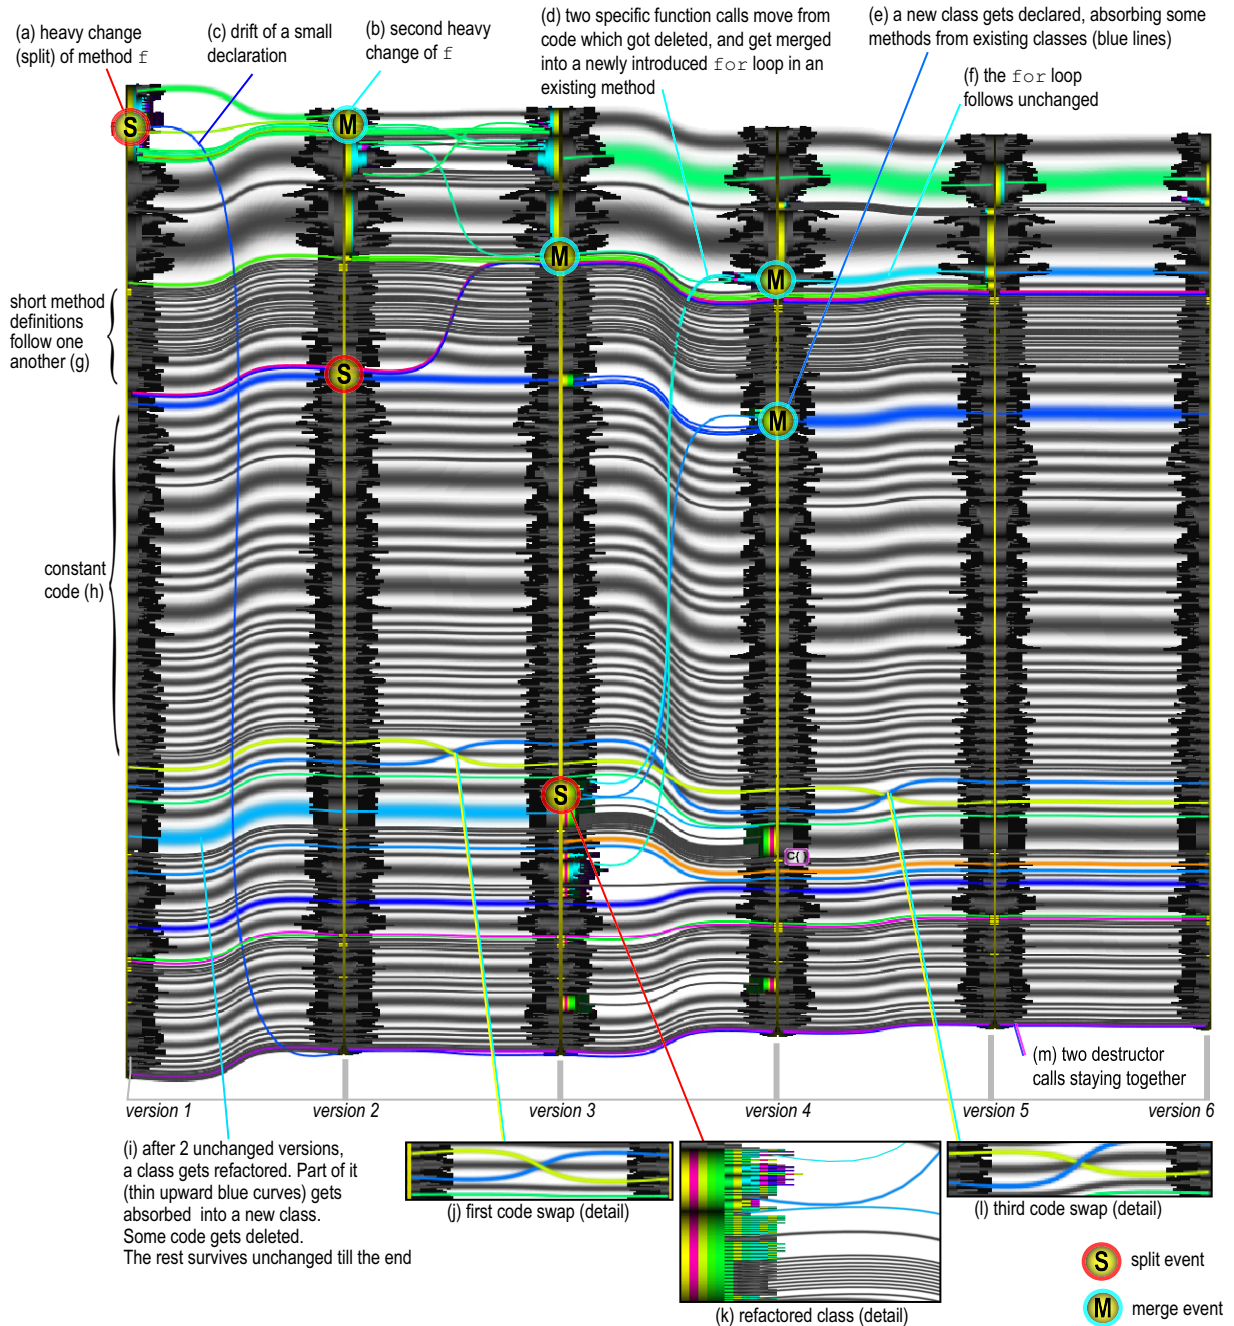 (a) heavy change
(split) of method f
(c) drift of a small
declaration
(b) second heavy
change of f
(d) two specific function calls move from
code which got deleted, and get merged
into a newly introduced for loop in an
existing method
(e) a new class gets declared, absorbing some
methods from existing classes (blue lines)
(f) the for loop
follows unchanged
S
M
M
M
short method
definitions
follow one
another (g)
S
M
constant
code (h)
S
C{ }
(m) two destructor
calls staying together
version 1
version 2
version 3
version 4
version 5
version 6
(i) after 2 unchanged versions,
a class gets refactored. Part of it
(thin upward blue curves) gets
absorbed into a new class.
Some code gets deleted.
The rest survives unchanged till the end
(j) first code swap (detail)
(k) refactored class (detail)
(l) third code swap (detail)
S split event
M merge event